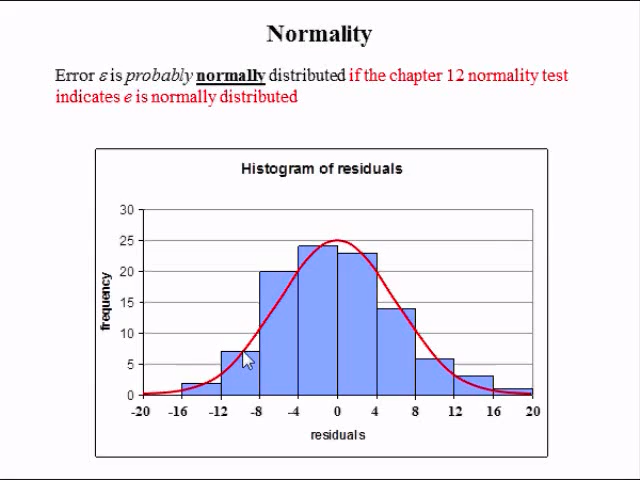 Normality
Error ε is probably normally distributed if the chapter 12 normality test
indicates e is normally distributed
Histogram of residuals
30
25
20
15
10
5
0
frequency
-20 -16 -12 -8 -4 0 4 8 12 16 20
residuals